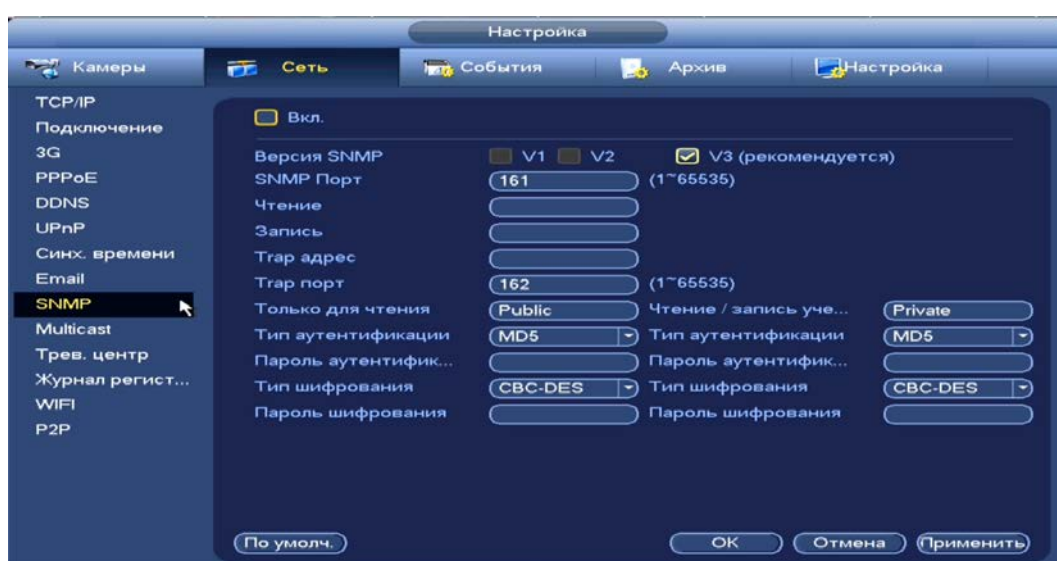 Настройка
Камеры Сеть События Архив Настройка
TCP/IP
Подключение
3G
PPPoE
DDNS
UPnP
Синх. времени
Email
SNMP
Multicast
Трев. центр
Журнал регист...
WIFI
P2P
Вкл.
Версия SNMP V1 V2 V3 (рекомендуется)
SNMP Порт 161 (1~65535)
Чтение
Запись
Trap адрес
Trap порт 162 (1~65535)
Только для чтения Public Чтение / запись уче... Private
Тип аутентификации MD5 Тип аутентификации MD5
Пароль аутентифик... Пароль аутентифик...
Тип шифрования CBC-DES Тип шифрования CBC-DES
Пароль шифрования Пароль шифрования
По умолч. OK Отмена Применить